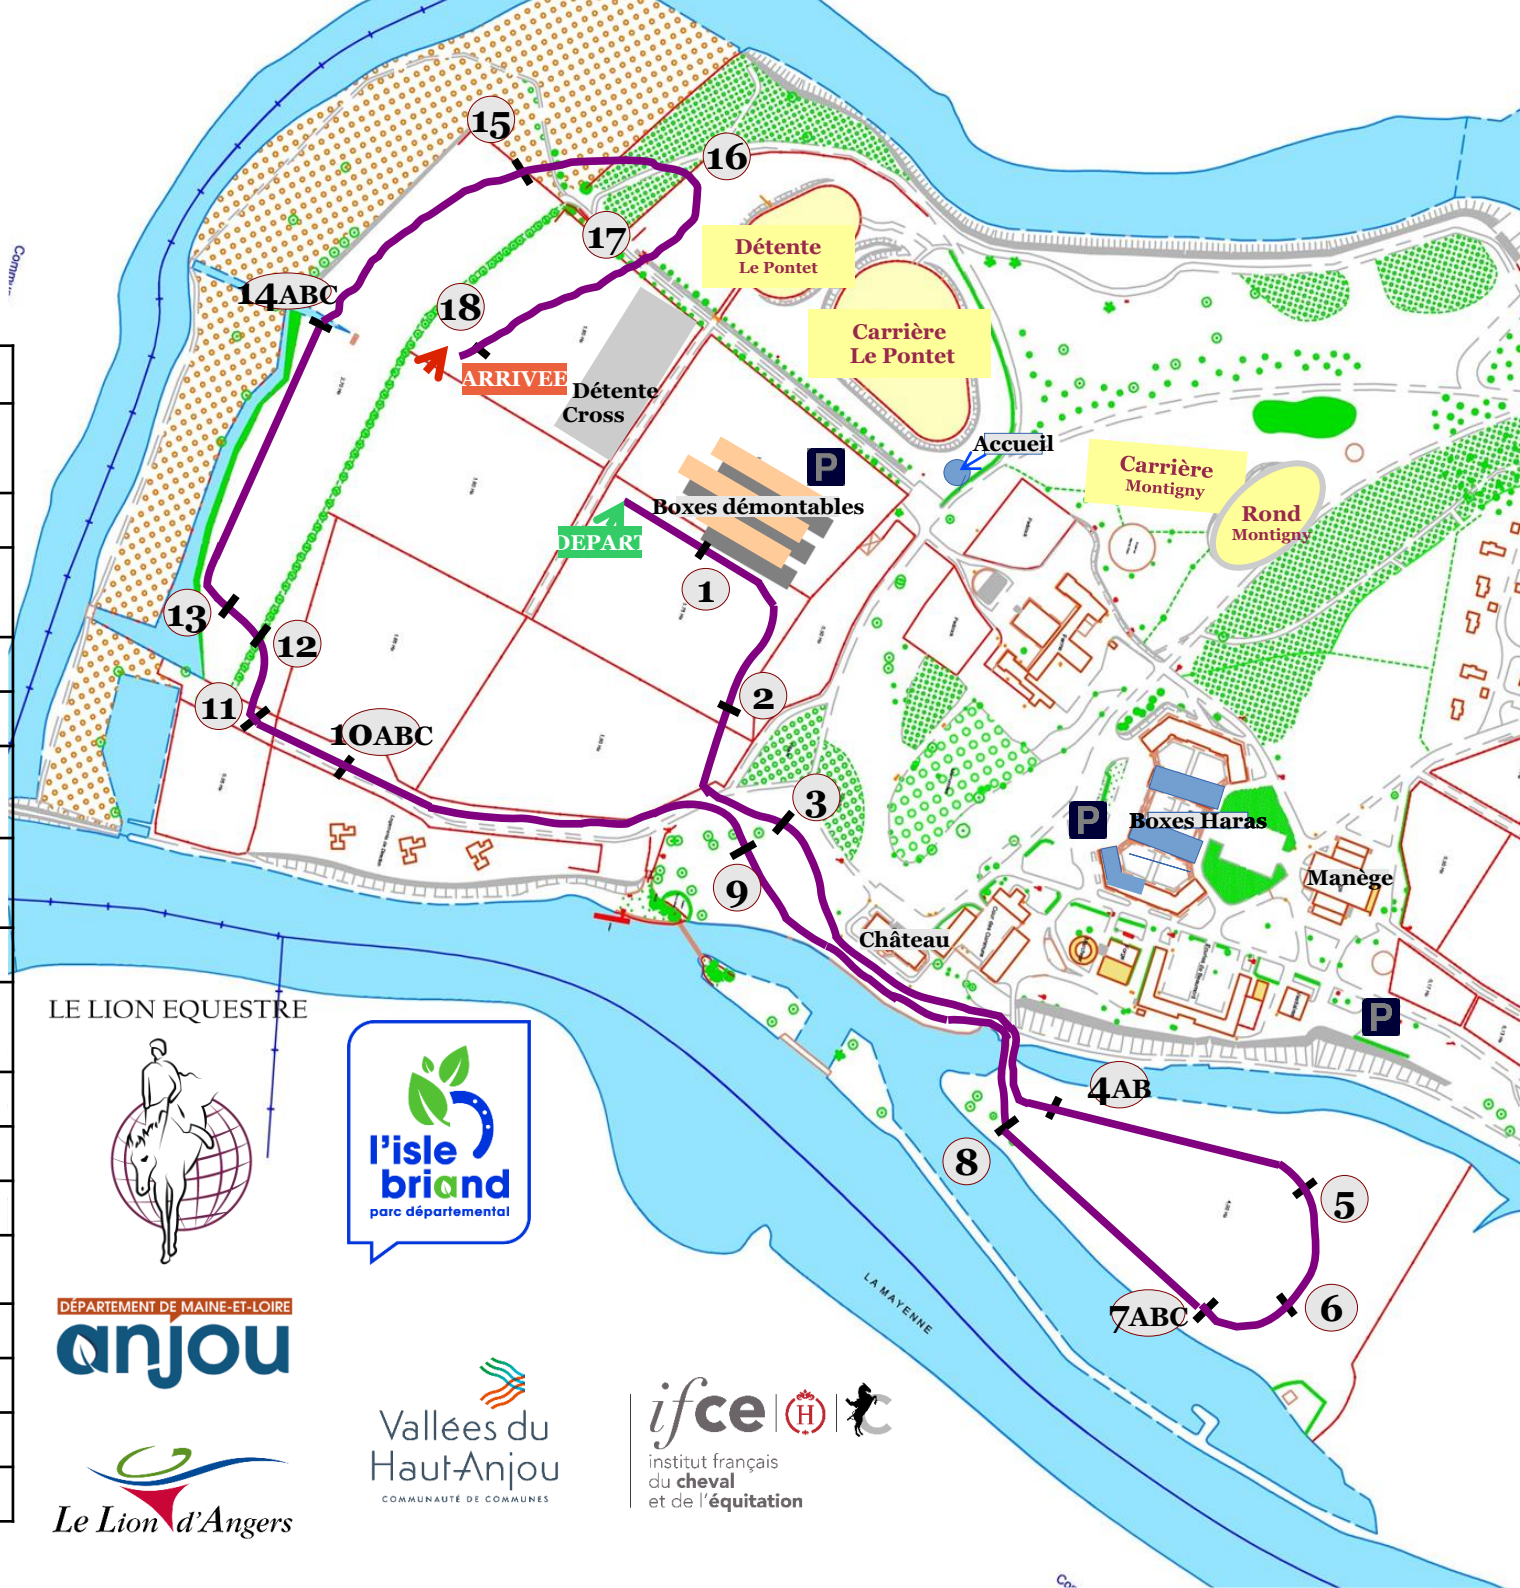 15
16
17
Détente
Le Pontet
14ABC
18
Carrière
Le Pontet
ARRIVEE
Détente
Cross
Accueil
P
Carrière
Montigny
Boxes démontables
Rond
Montigny
DEPART
1
13
12
2
11
10ABC
3
P
Boxes Haras
9
Manège
Château
P
LE LION EQUESTRE
4AB
8
5
l'isle
briand
parc départemental
6
7ABC
LA MAYENNE
DÉPARTEMENT DE MAINE-ET-LOIRE
anjou
Vallées du
Haut-Anjou
COMMUNAUTÉ DE COMMUNES
ifce
H
institut français
du cheval
et de l'équitation
Le Lion d'Angers